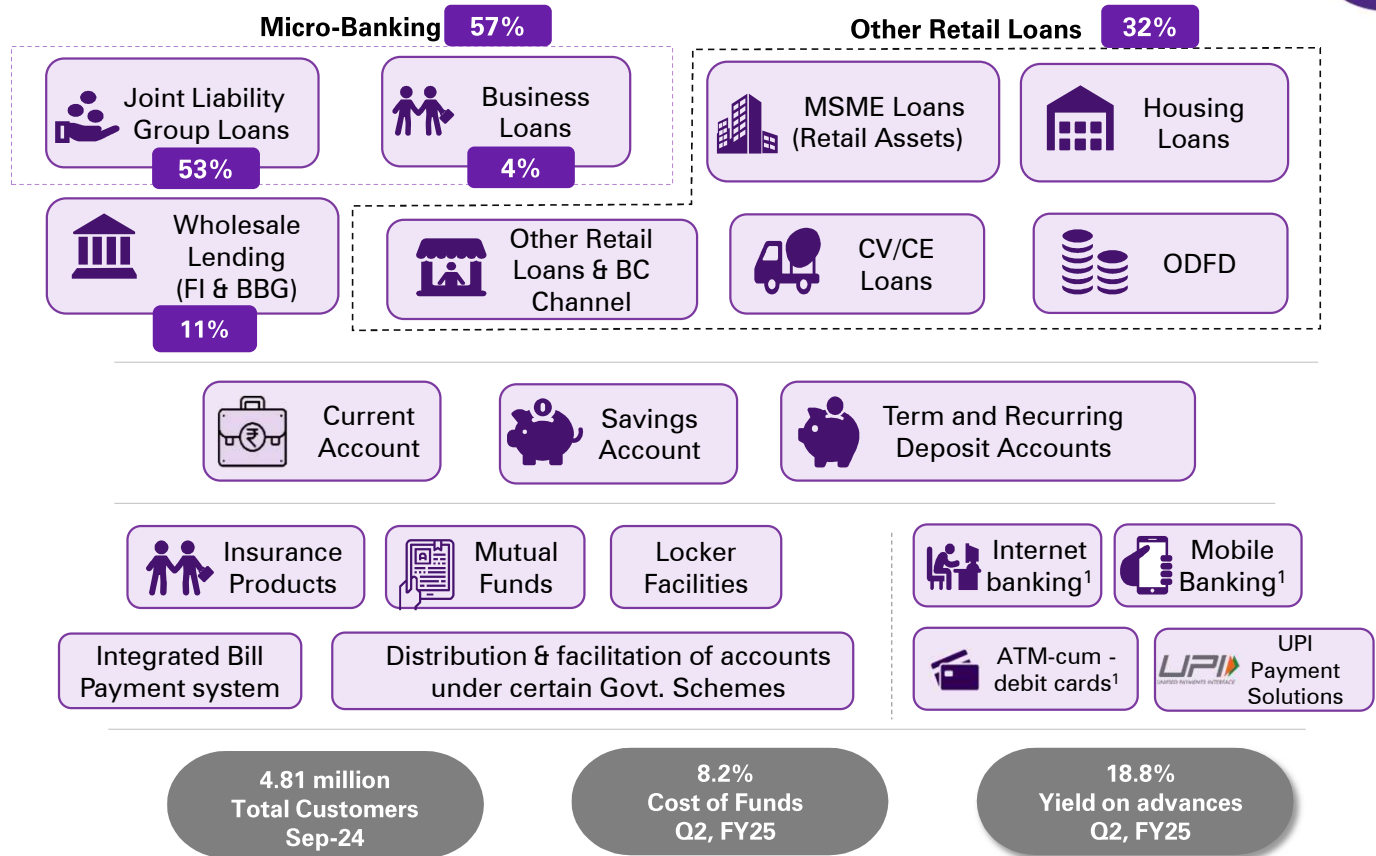 Micro-Banking 57%
Other Retail Loans 32%
Joint Liability
Group Loans
53%
Business
Loans
4%
MSME Loans
(Retail Assets)
Housing
Loans
Wholesale
Lending
(FI & BBG)
11%
Other Retail
Loans & BC
Channel
CV/CE
Loans
ODFD
Current
Account
Savings
Account
Term and Recurring
Deposit Accounts
Insurance
Products
Mutual
Funds
Locker
Facilities
Internet
banking¹
Mobile
Banking¹
Integrated Bill
Payment system
Distribution & facilitation of accounts
under certain Govt. Schemes
ATM-cum -
debit cards¹
UPI
UNIFIED PAYMENTS INTERFACE
UPI
Payment
Solutions
4.81 million
Total Customers
Sep-24
8.2%
Cost of Funds
Q2, FY25
18.8%
Yield on advances
Q2, FY25